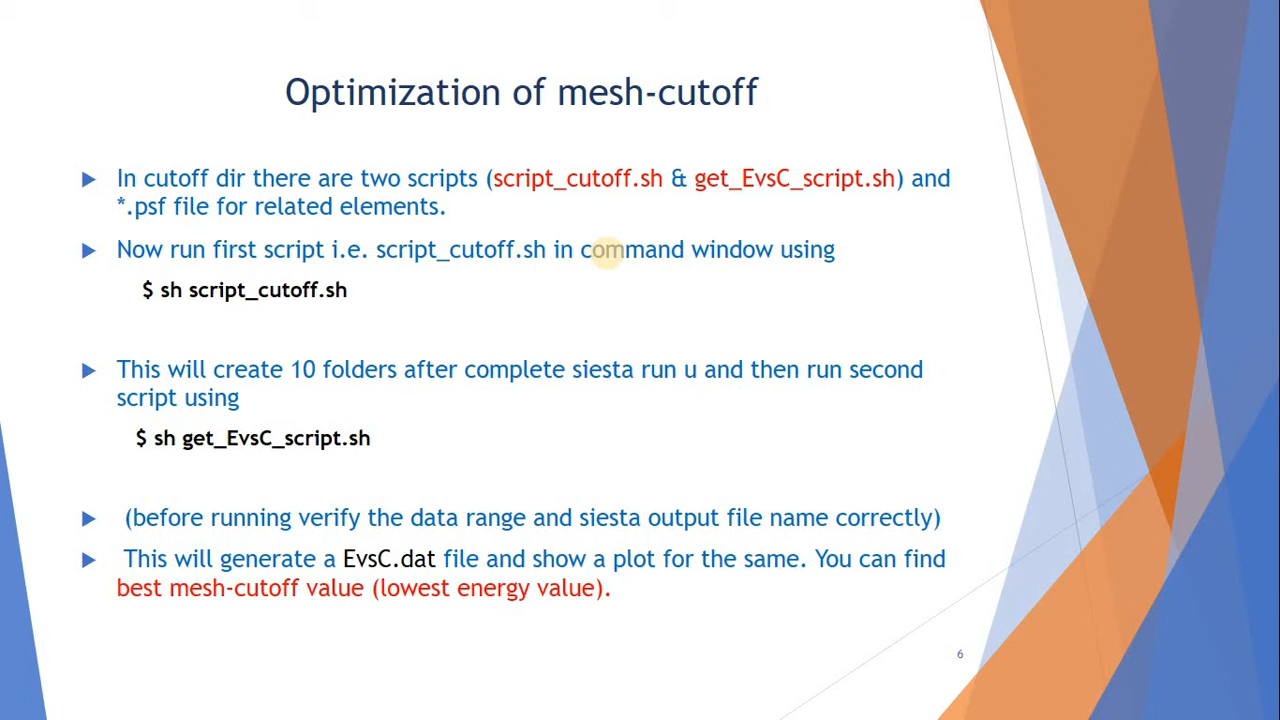 Optimization of mesh-cutoff
In cutoff dir there are two scripts (script_cutoff.sh & get_EvsC_script.sh) and
*.psf file for related elements.
Now run first script i.e. script_cutoff.sh in command window using
$ sh script_cutoff.sh
This will create 10 folders after complete siesta run u and then run second
script using
$ sh get_EvsC_script.sh
(before running verify the data range and siesta output file name correctly)
This will generate a EvsC.dat file and show a plot for the same. You can find
best mesh-cutoff value (lowest energy value).
6